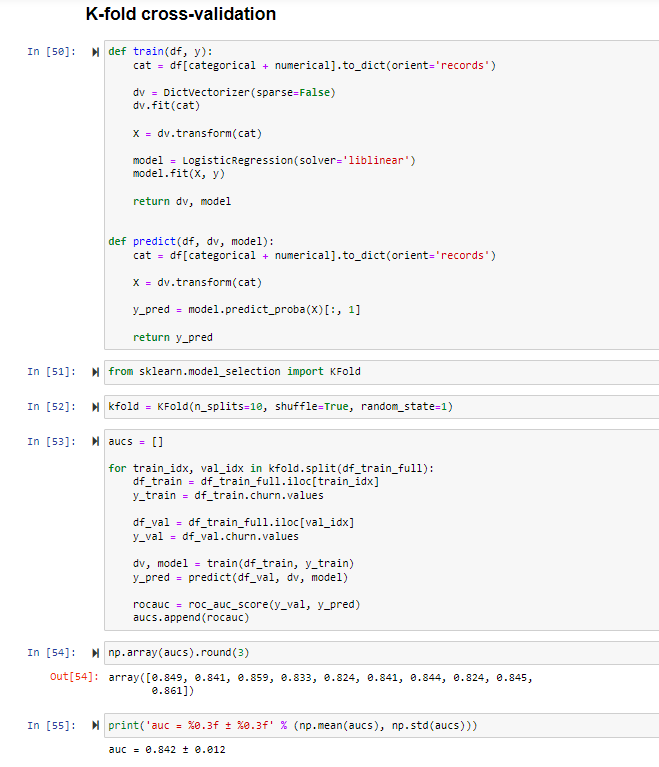 K-fold cross-validation
In [50]:
def train(df, y):
    cat = df[categorical + numerical].to_dict(orient='records')

    dv = DictVectorizer(sparse=False)
    dv.fit(cat)

    X = dv.transform(cat)

    model = LogisticRegression(solver='liblinear')
    model.fit(X, y)

    return dv, model


def predict(df, dv, model):
    cat = df[categorical + numerical].to_dict(orient='records')

    X = dv.transform(cat)

    y_pred = model.predict_proba(X)[:, 1]

    return y_pred
In [51]:
from sklearn.model_selection import KFold
In [52]:
kfold = KFold(n_splits=10, shuffle=True, random_state=1)
In [53]:
aucs = []

for train_idx, val_idx in kfold.split(df_train_full):
    df_train = df_train_full.iloc[train_idx]
    y_train = df_train.churn.values

    df_val = df_train_full.iloc[val_idx]
    y_val = df_val.churn.values

    dv, model = train(df_train, y_train)
    y_pred = predict(df_val, dv, model)

    rocauc = roc_auc_score(y_val, y_pred)
    aucs.append(rocauc)
In [54]:
np.array(aucs).round(3)
Out[54]:
array([0.849, 0.841, 0.859, 0.833, 0.824, 0.841, 0.844, 0.824, 0.845,
       0.861])
In [55]:
print('auc = %0.3f ± %0.3f' % (np.mean(aucs), np.std(aucs)))
auc = 0.842 ± 0.012